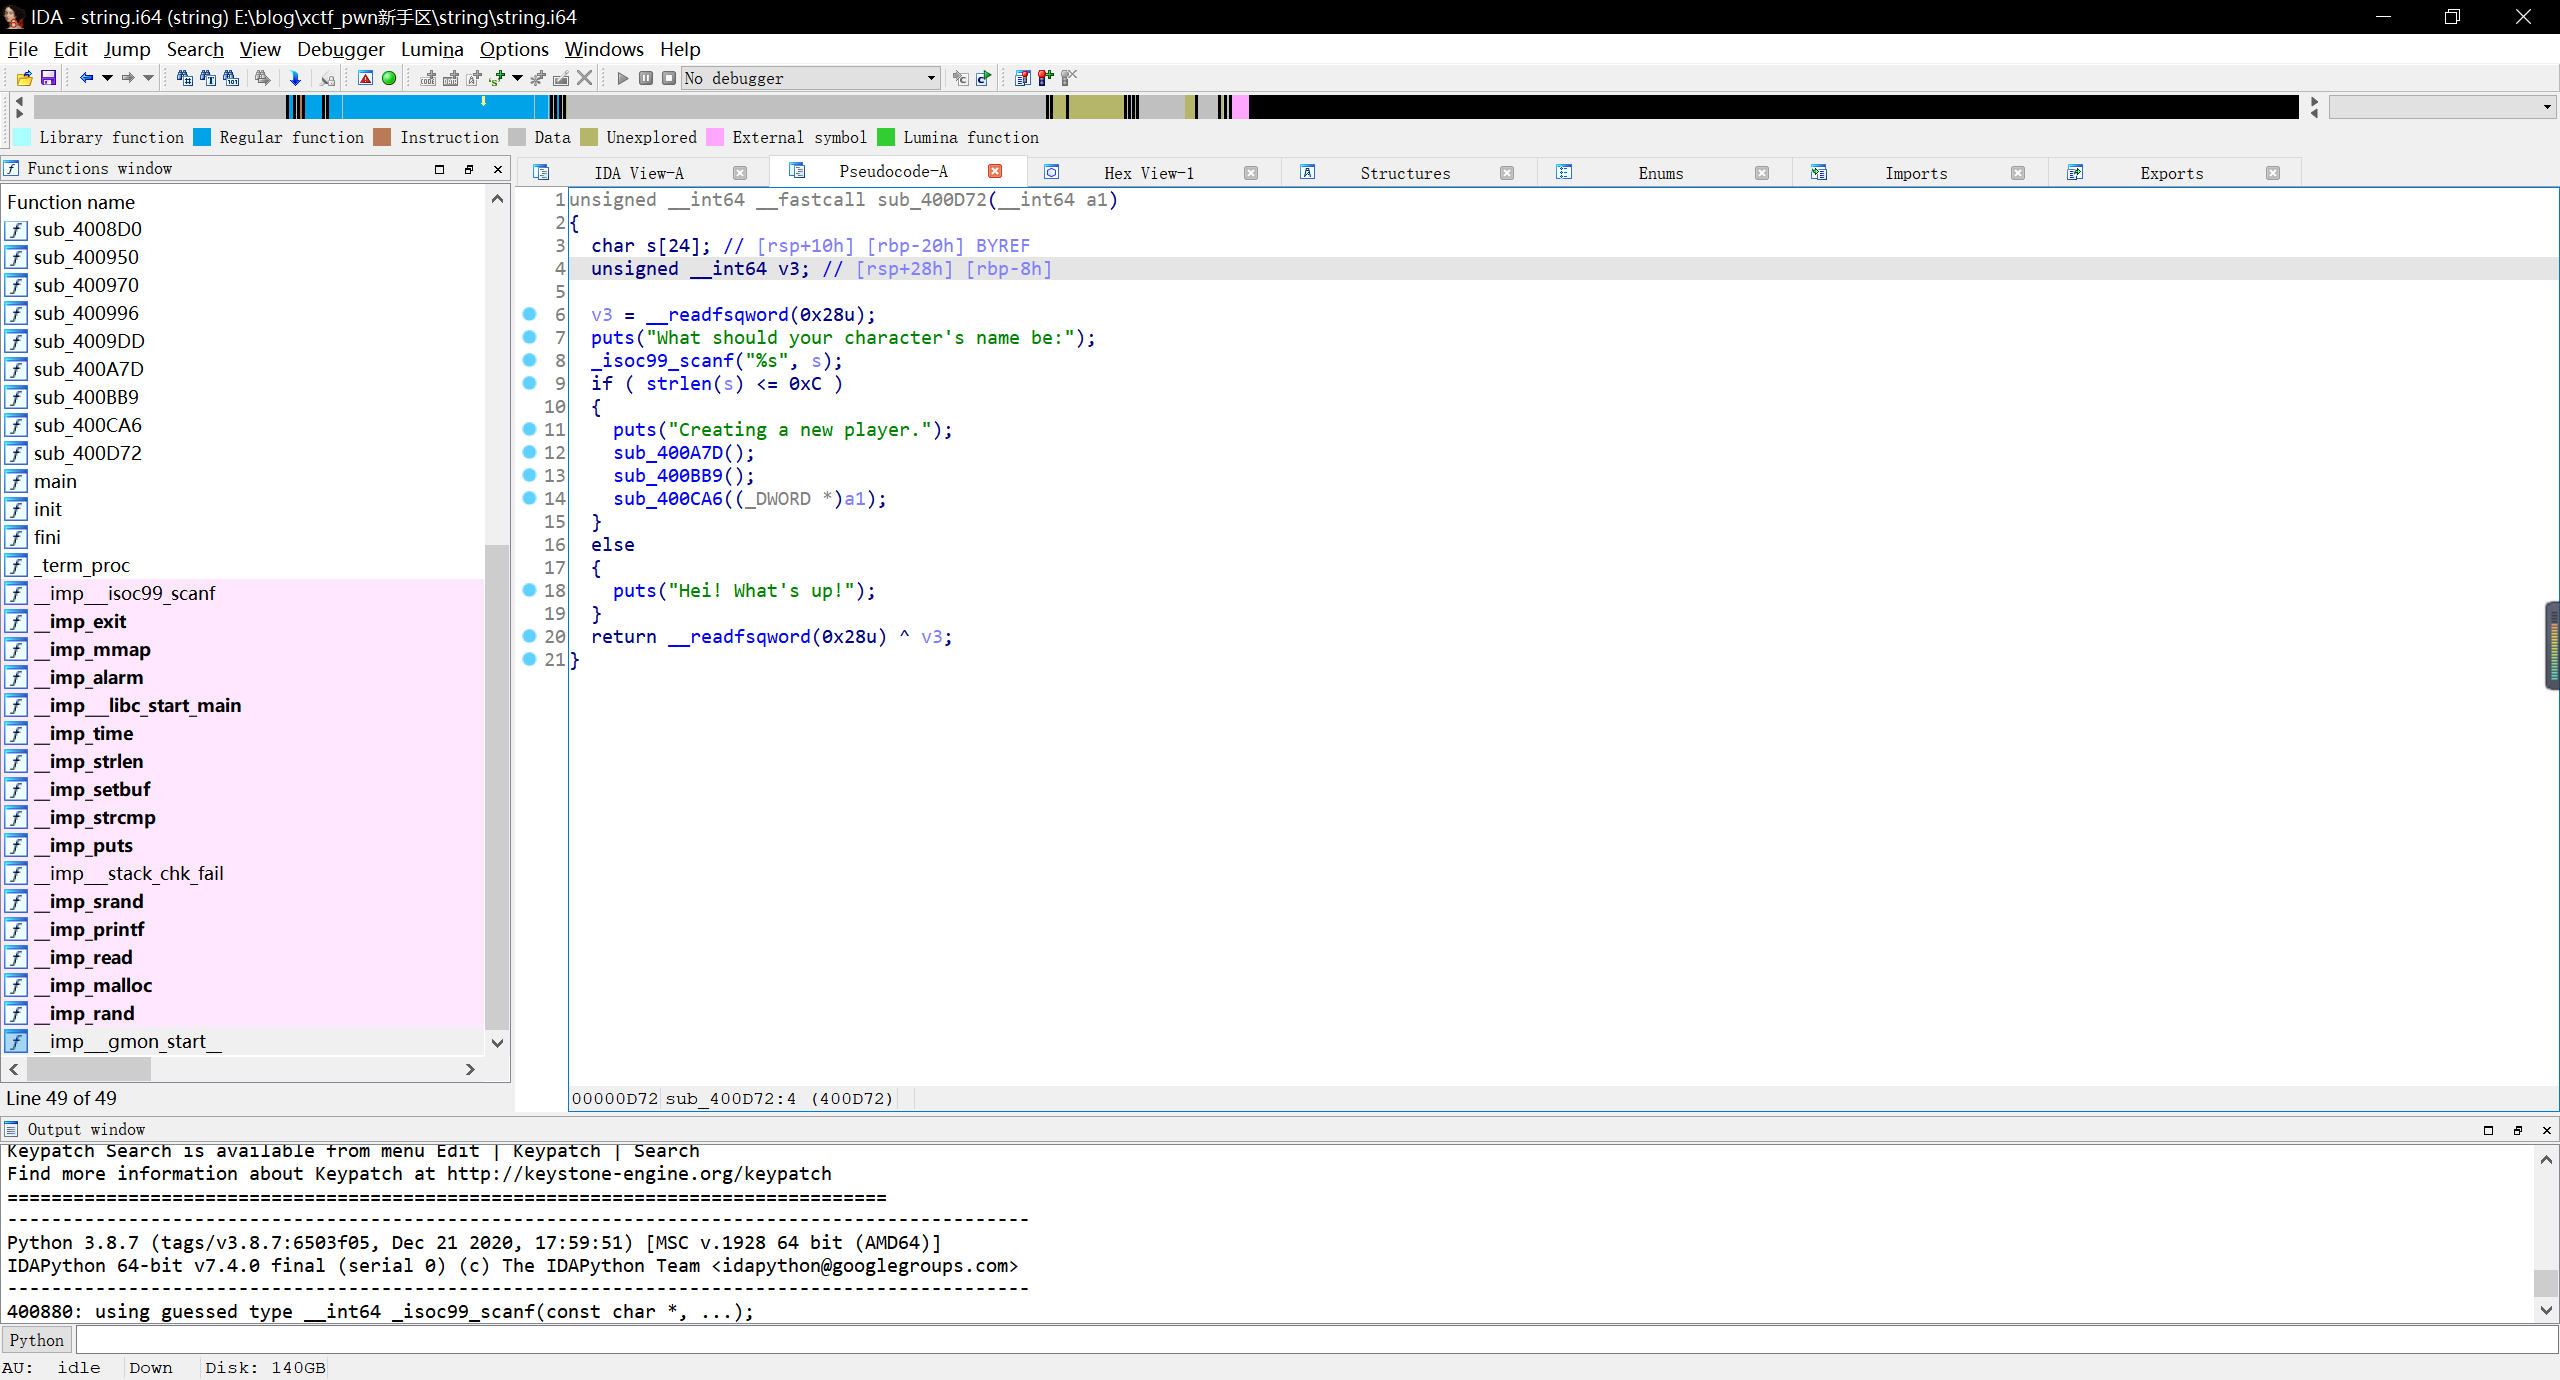 IDA - string.i64 (string) E:\blog\xctf_pwn新手区\string\string.i64
File Edit Jump Search View Debugger Lumina Options Windows Help
No debugger
Library function Regular function Instruction Data Unexplored External symbol Lumina function
Functions window
IDA View-A Pseudocode-A Hex View-1 Structures Enums Imports Exports
Function name
sub_4008D0
sub_400950
sub_400970
sub_400996
sub_4009DD
sub_400A7D
sub_400BB9
sub_400CA6
sub_400D72
main
init
fini
_term_proc
__imp__isoc99_scanf
__imp_exit
__imp_mmap
__imp_alarm
__imp__libc_start_main
__imp_time
__imp_strlen
__imp_setbuf
__imp_strcmp
__imp_puts
__imp__stack_chk_fail
__imp_srand
__imp_printf
__imp_read
__imp_malloc
__imp_rand
__imp__gmon_start__
Line 49 of 49
1 unsigned __int64 __fastcall sub_400D72(__int64 a1)
2 {
3 char s[24]; // [rsp+10h] [rbp-20h] BYREF
4 unsigned __int64 v3; // [rsp+28h] [rbp-8h]
5
6 v3 = __readfsqword(0x28u);
7 puts("What should your character's name be:");
8 _isoc99_scanf("%s", s);
9 if ( strlen(s) <= 0xC )
10 {
11 puts("Creating a new player.");
12 sub_400A7D();
13 sub_400BB9();
14 sub_400CA6((_DWORD *)a1);
15 }
16 else
17 {
18 puts("Hei! What's up!");
19 }
20 return __readfsqword(0x28u) ^ v3;
21 }
00000D72 sub_400D72:4 (400D72)
Output window
Keypatch Search is available from menu Edit | Keypatch | Search
Find more information about Keypatch at http://keystone-engine.org/keypatch
================================================================================
---------------------------------------------------------------------------------------------
Python 3.8.7 (tags/v3.8.7:6503f05, Dec 21 2020, 17:59:51) [MSC v.1928 64 bit (AMD64)]
IDAPython 64-bit v7.4.0 final (serial 0) (c) The IDAPython Team <idapython@googlegroups.com>
---------------------------------------------------------------------------------------------
400880: using guessed type __int64 _isoc99_scanf(const char *, ...);
Python
AU: idle Down Disk: 140GB